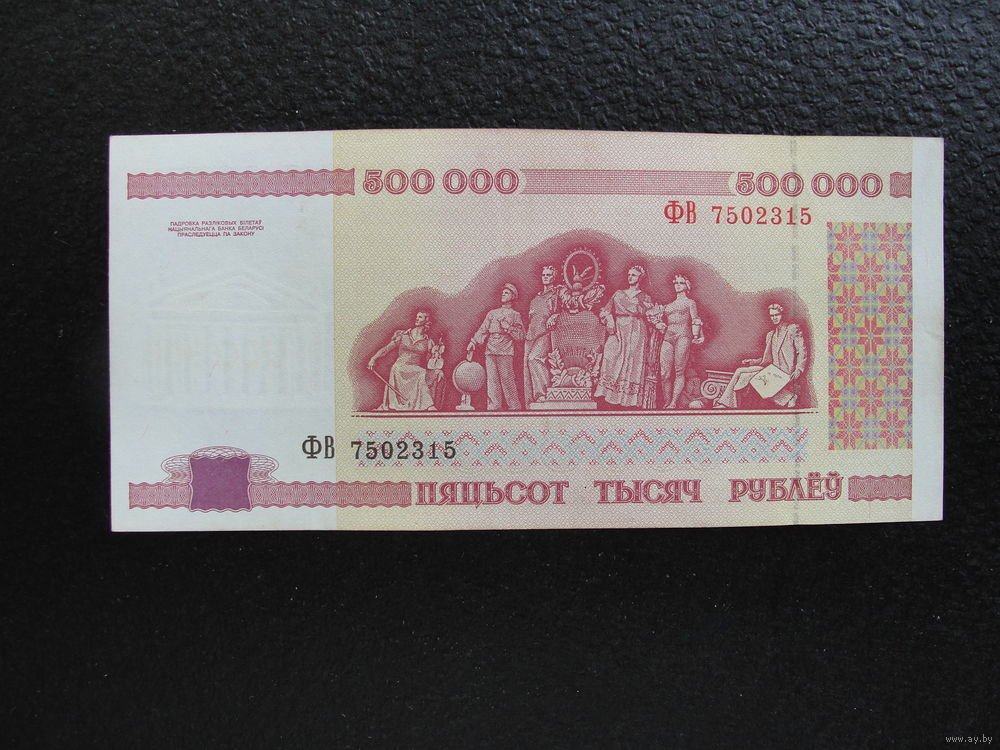 500 000
500 000
ФВ 7502315
ПАДРОБКА РАЗЛІКОВЫХ БІЛЕТАЎ
НАЦЫЯНАЛЬНАГА БАНКА БЕЛАРУСІ
ПРАСЛЕДУЕЦЦА ПА ЗАКОНУ
ФВ 7502315
ПЯЦЬСОТ ТЫСЯЧ РУБЛЁЎ
www.ay.by